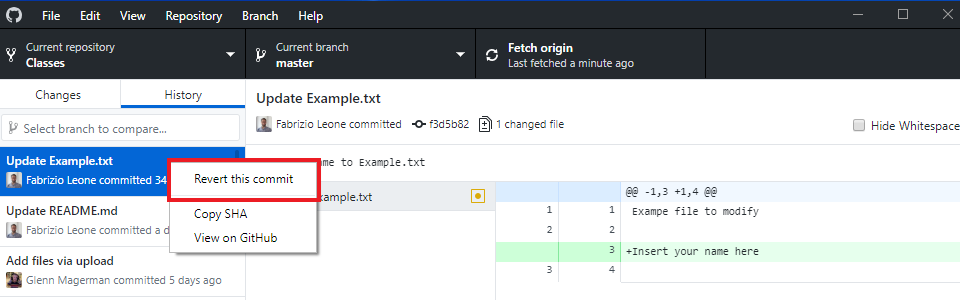 File Edit View Repository Branch Help
Current repository
Classes
Current branch
master
Fetch origin
Last fetched a minute ago
Changes
History
Select branch to compare...
Update Example.txt
Fabrizio Leone committed 34
Update README.md
Fabrizio Leone committed a d
Add files via upload
Glenn Magerman committed 5 days ago
Revert this commit
Copy SHA
View on GitHub
Update Example.txt
Fabrizio Leone committed f3d5b82 1 changed file
Hide Whitespace
me to Example.txt
xample.txt
@@ -1,3 +1,4 @@
1 1 Exampe file to modify
2 2
3 +Insert your name here
3 4